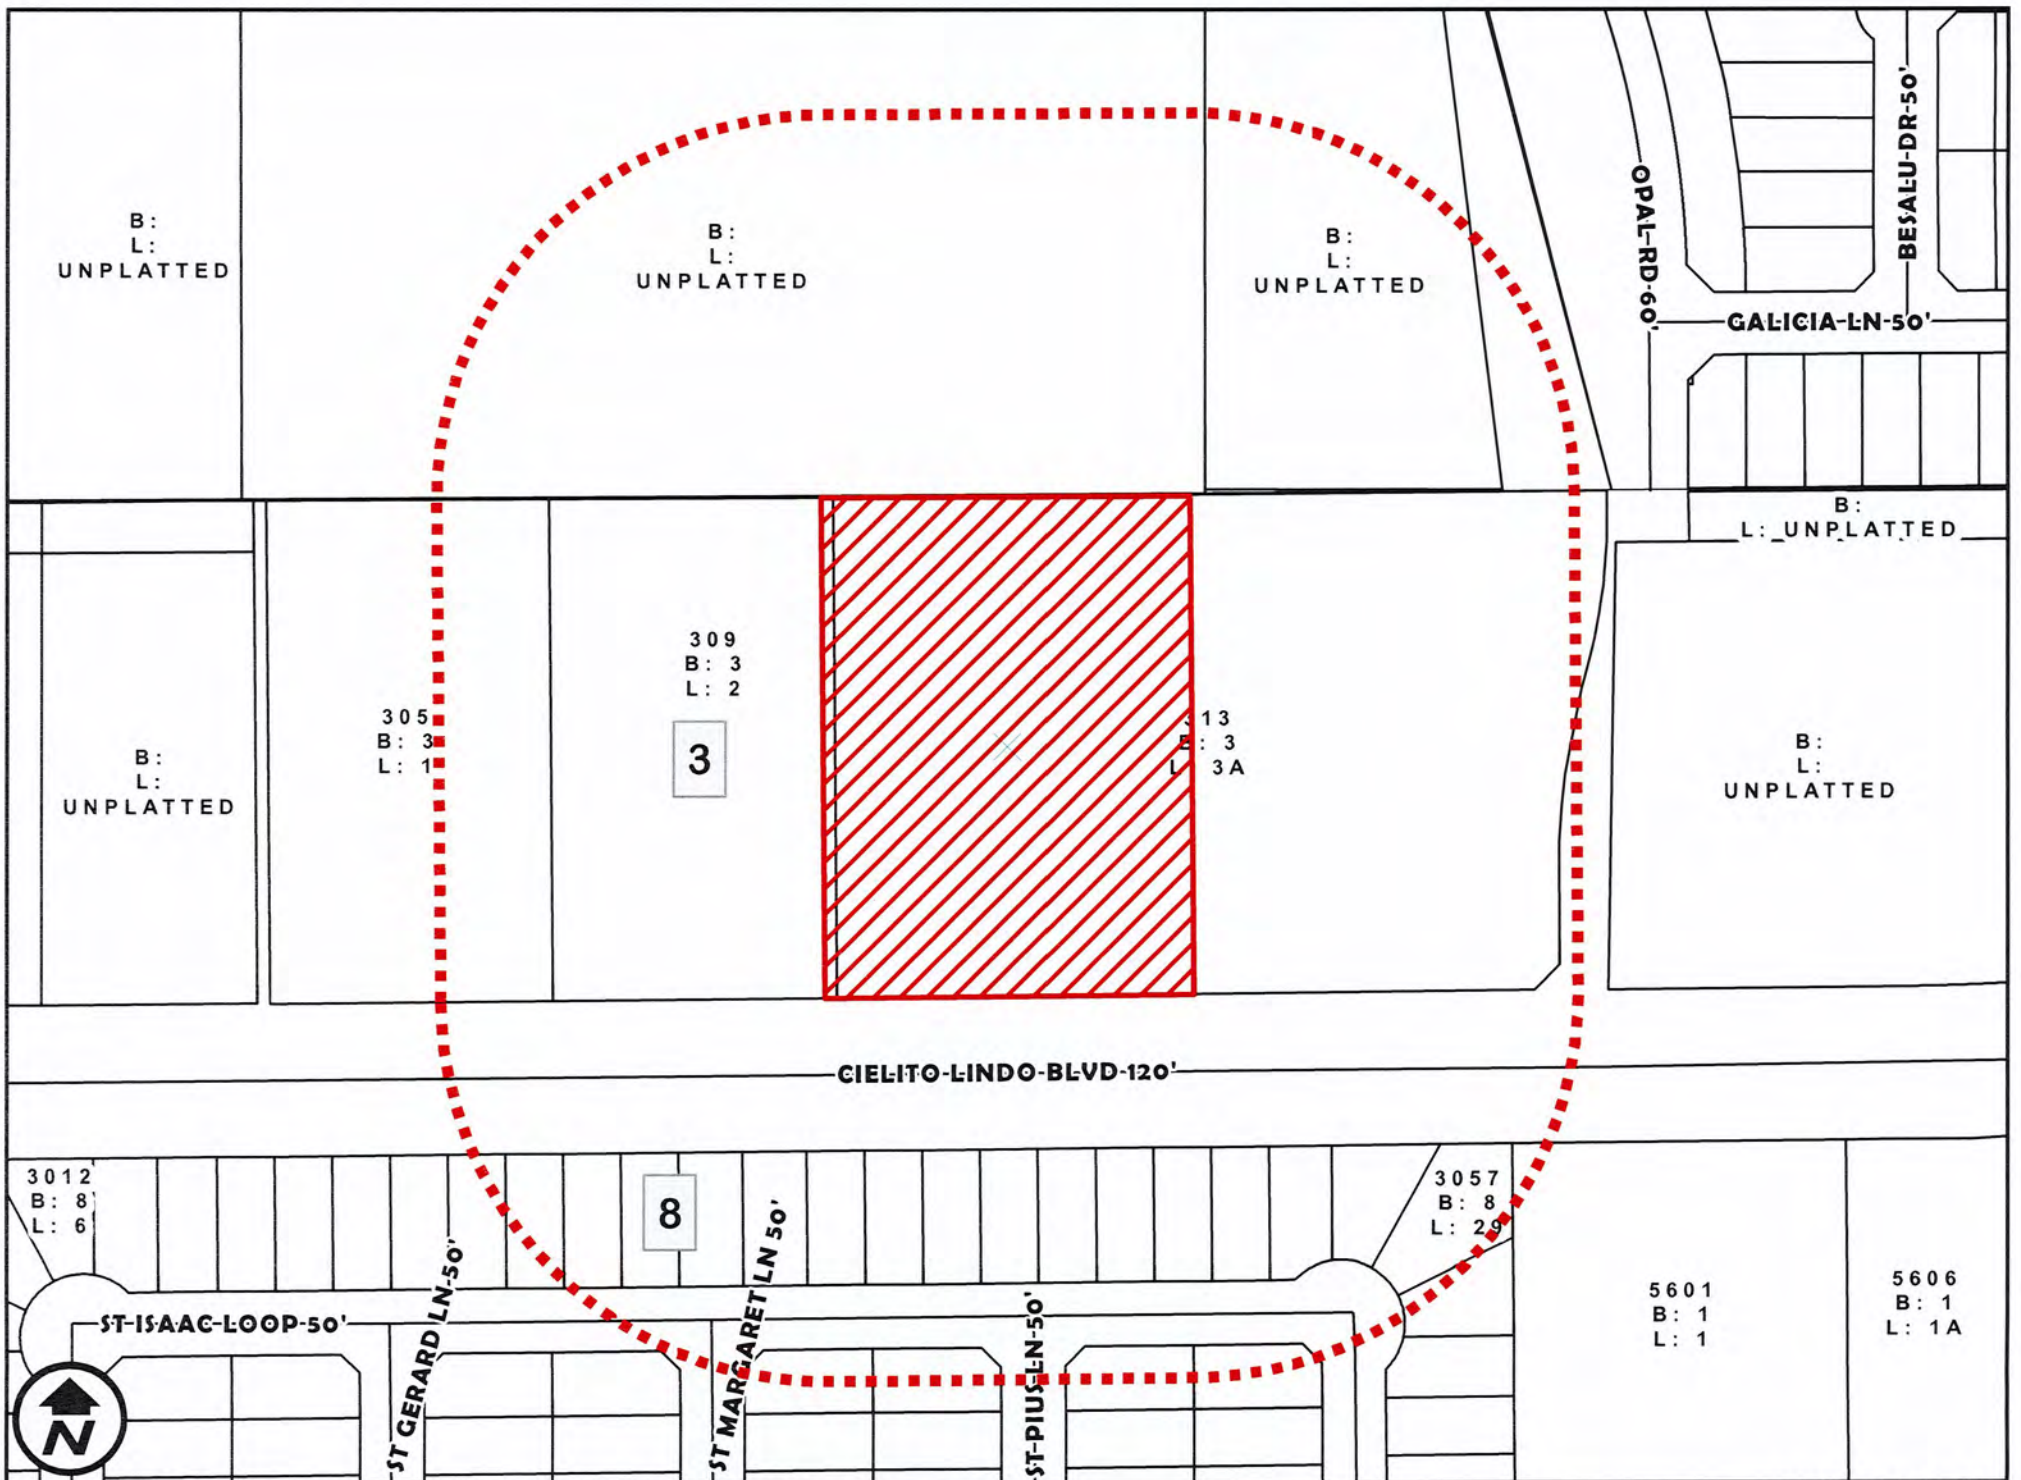 B:
L:
UNPLATTED
B:
L:
UNPLATTED
B:
L:
UNPLATTED
OPAL-RD-60'
BESALU-DR-50'
GALICIA-LN-50'
B:
L: UNPLATTED
309
B: 3
L: 2
3
305
B: 3
L: 1
313
B: 3
L: 3A
B:
L:
UNPLATTED
B:
L:
UNPLATTED
CIELITO-LINDO-BLVD-120'
3012
B: 8
L: 6
8
3057
B: 8
L: 29
ST-ISAAC-LOOP-50'
ST GERARD LN-50'
ST MARGARET LN 50'
ST-PIUS-LN-50'
5601
B: 1
L: 1
5606
B: 1
L: 1A
N